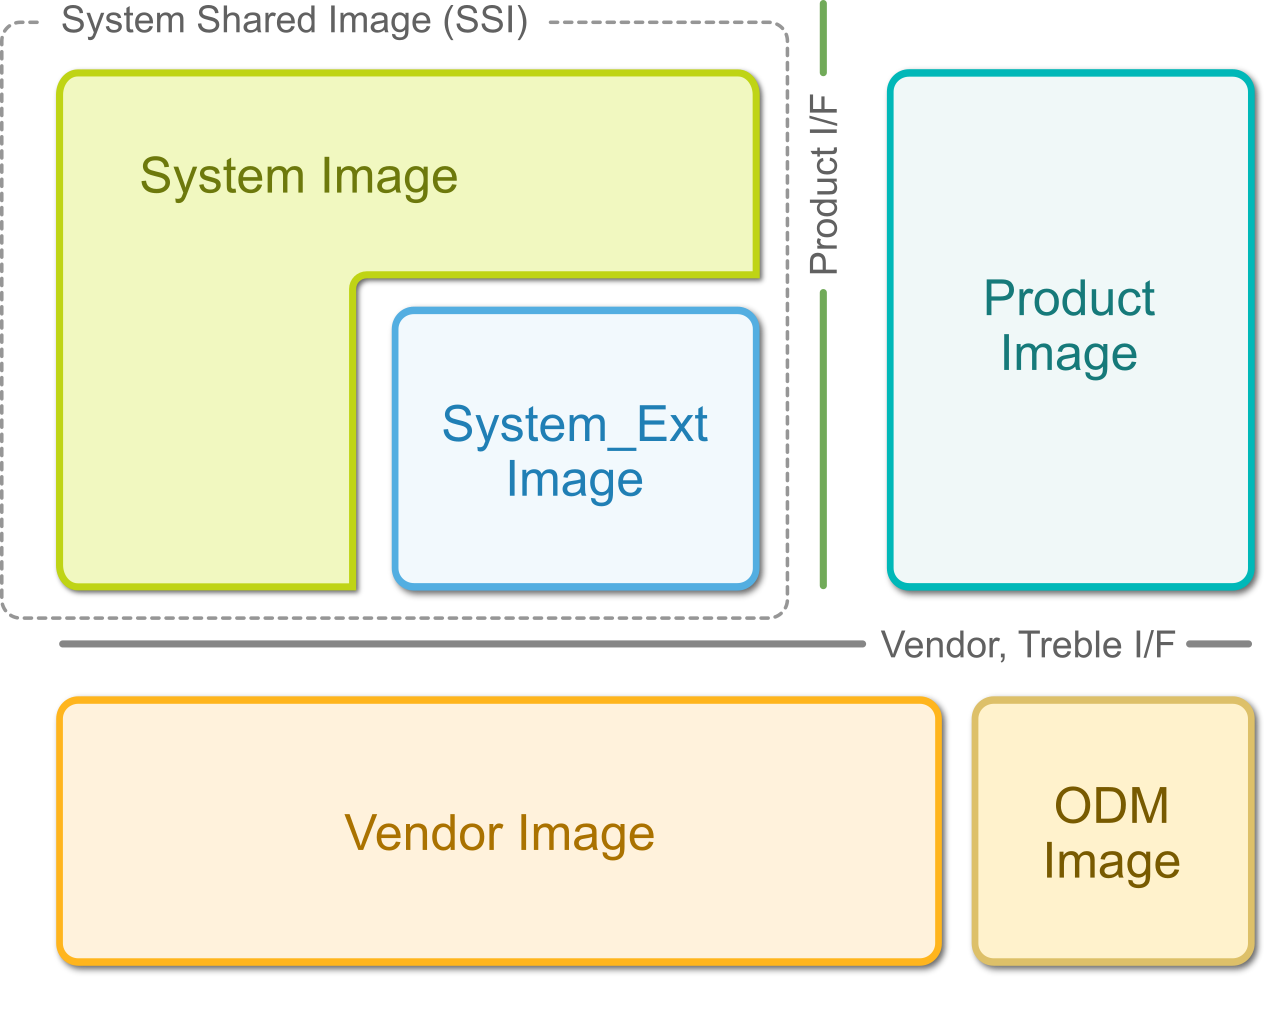 System Shared Image (SSI)
System Image
Product I/F
Product
Image
System_Ext
Image
Vendor, Treble I/F
Vendor Image
ODM
Image